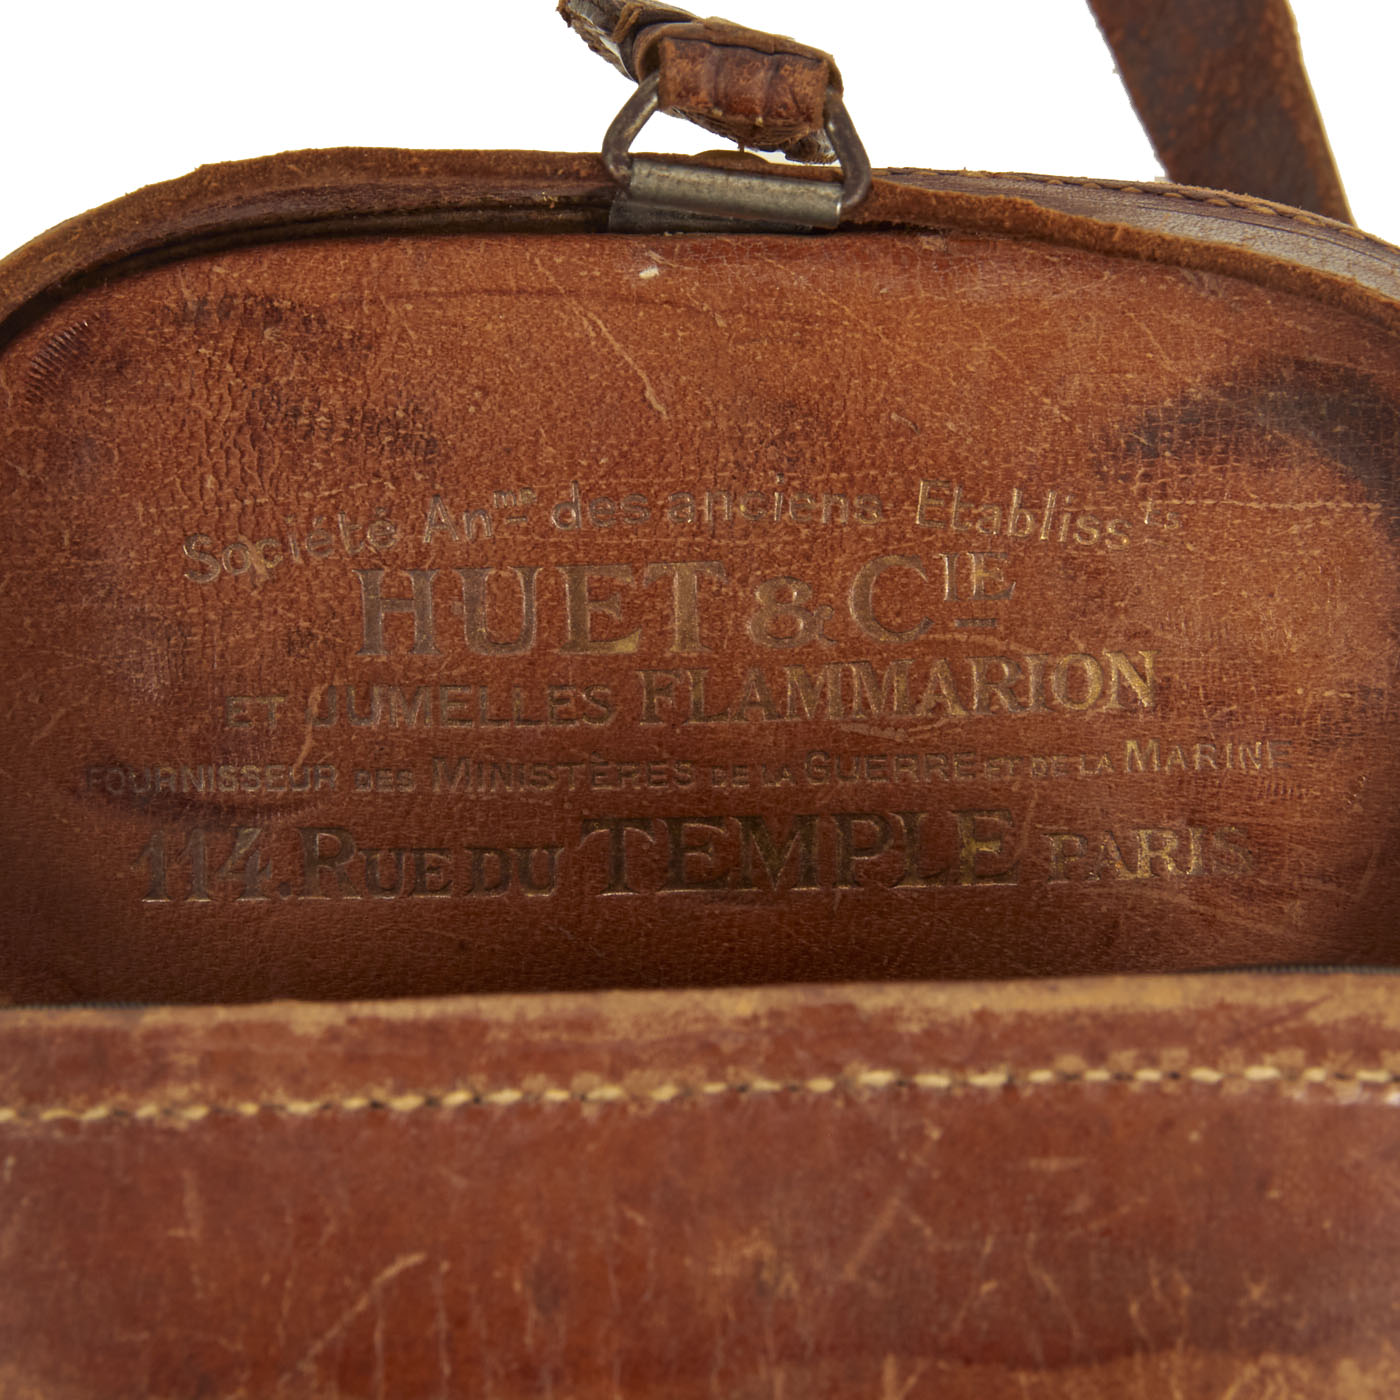 Société An.me des anciens Etabliss.ts
HUET & CIE
ET JUMELLES FLAMMARION
FOURNISSEUR DES MINISTÈRES DE LA GUERRE ET DE LA MARINE
114. RUE DU TEMPLE PARIS